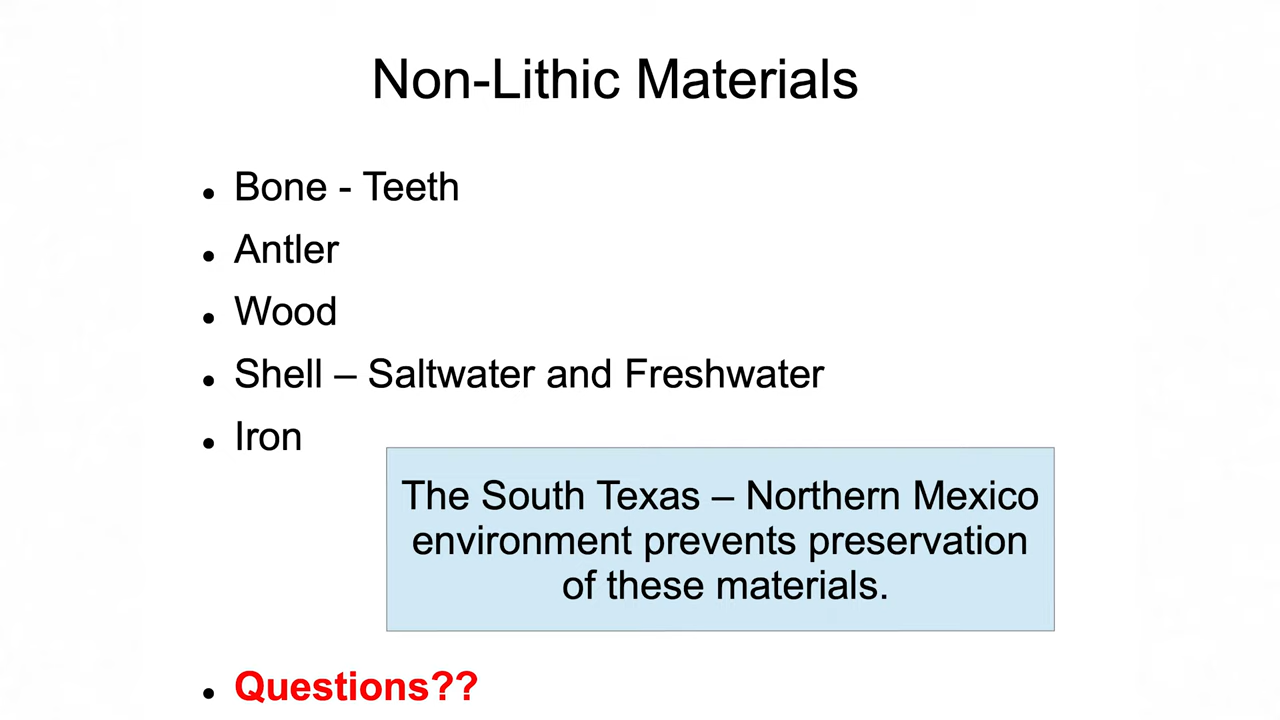 Non-Lithic Materials
• Bone - Teeth
• Antler
• Wood
• Shell – Saltwater and Freshwater
• Iron
The South Texas – Northern Mexico
environment prevents preservation
of these materials.
• Questions??